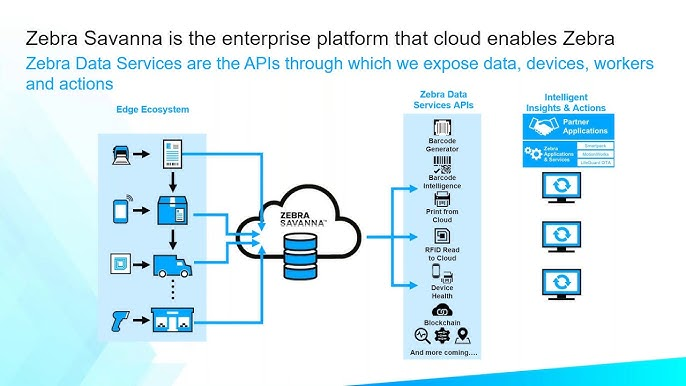 Zebra Savanna is the enterprise platform that cloud enables Zebra
Zebra Data Services are the APIs through which we expose data, devices, workers
and actions
Edge Ecosystem
ZEBRA
SAVANNA™
Zebra Data
Services APIs
Barcode
Generator
Barcode
Intelligence
Print from
Cloud
RFID Read
to Cloud
Device
Health
Blockchain
And more coming....
Intelligent
Insights & Actions
Partner
Applications
Zebra
Applications
& Services
Smartpack
MotionWorks
LifeGuard OTA